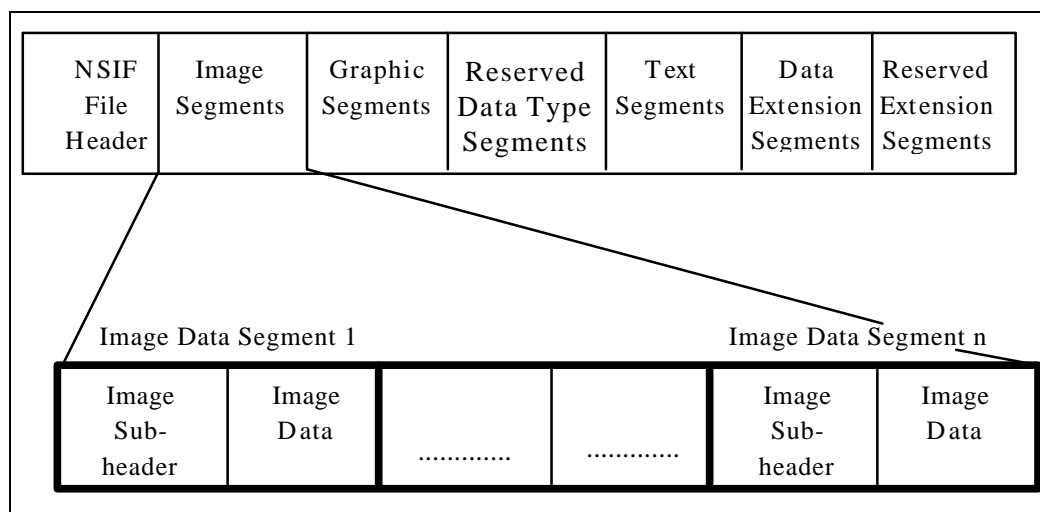 NSIF
File
Header
Image
Segments
Graphic
Segments
Reserved
Data Type
Segments
Text
Segments
Data
Extension
Segments
Reserved
Extension
Segments
Image Data Segment 1
Image Data Segment n
Image
Sub-
header
Image
Data
.............
.............
Image
Sub-
header
Image
Data